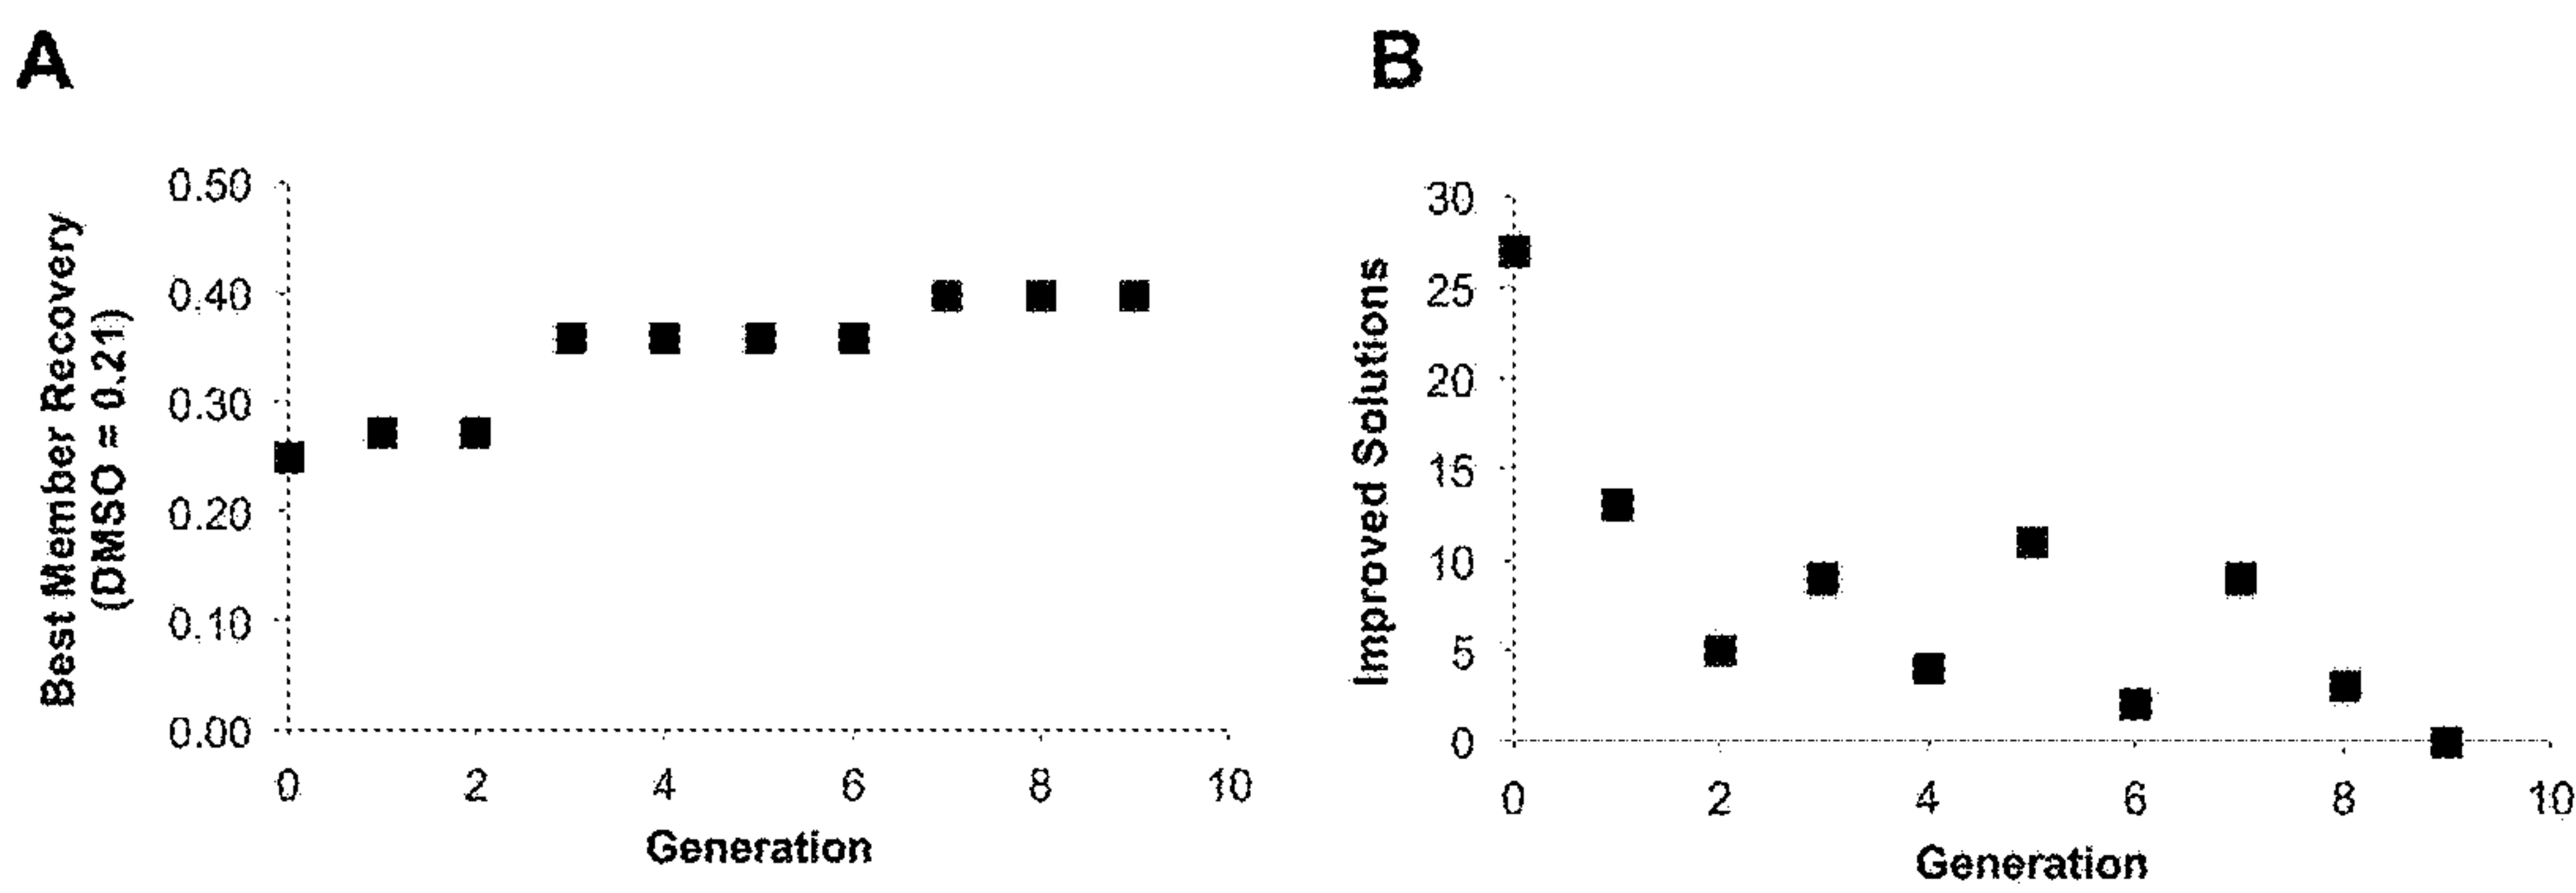 A
Best Member Recovery
(DMSO = 0.21)
0.50
0.40
0.30
0.20
0.10
0.00
0 2 4 6 8 10
Generation
B
Improved Solutions
30
25
20
15
10
5
0
0 2 4 6 8 10
Generation